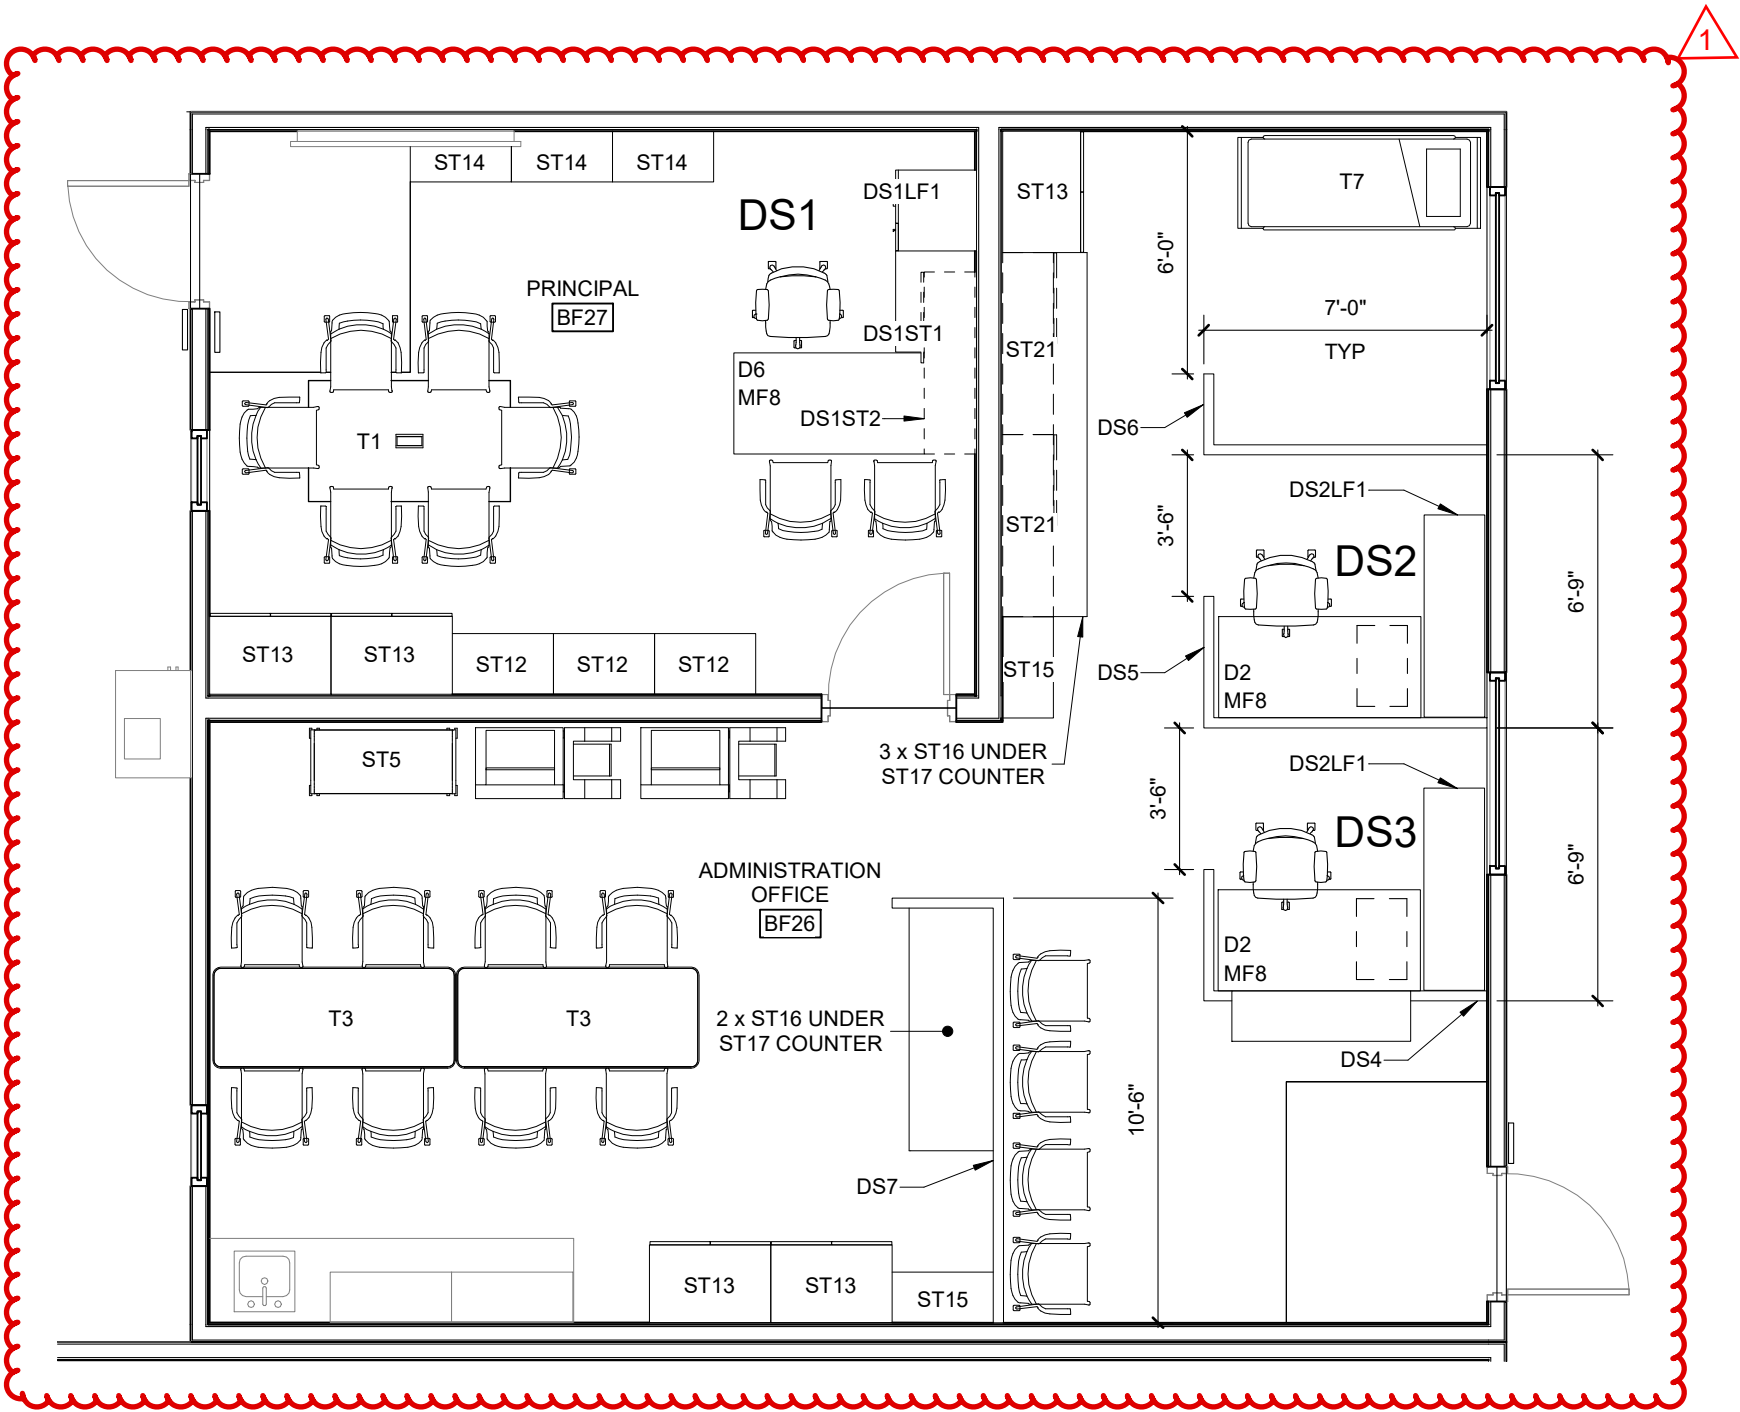 1
ST14
ST14
ST14
DS1
DS1LF1
ST13
T7
6'-0"
PRINCIPAL
BF27
7'-0"
TYP
DS1ST1
ST21
D6
MF8
DS1ST2
T1
DS6
DS2LF1
ST21
3'-6"
DS2
6'-9"
ST13
ST13
ST12
ST12
ST12
ST15
DS5
D2
MF8
ST5
3 x ST16 UNDER
ST17 COUNTER
DS2LF1
3'-6"
DS3
6'-9"
ADMINISTRATION
OFFICE
BF26
D2
MF8
T3
T3
2 x ST16 UNDER
ST17 COUNTER
DS4
10'-6"
DS7
ST13
ST13
ST15